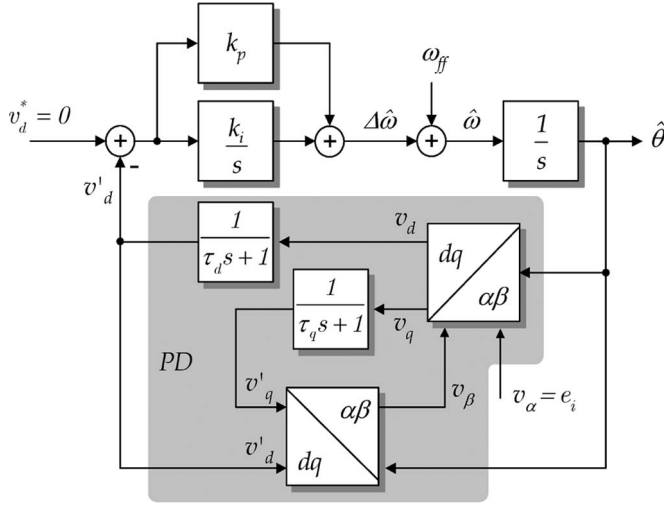 k_p
ω_ff
v*_d = 0
+
-
k_i / s
+
Δω̂
+
ω̂
1 / s
θ̂
v'_d
1 / (τ_d s + 1)
v_d
dq
αβ
1 / (τ_q s + 1)
v_q
PD
v'_q
αβ
v_β
v_α = e_i
v'_d
dq